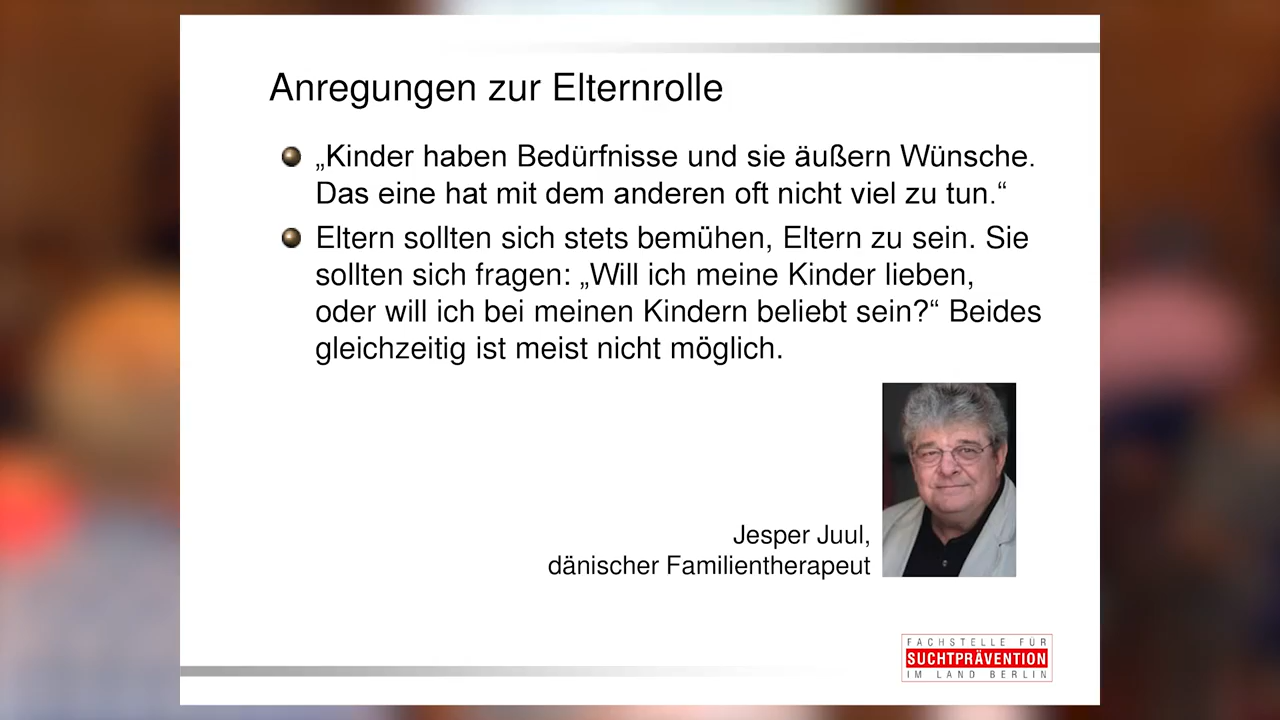 Anregungen zur Elternrolle
„Kinder haben Bedürfnisse und sie äußern Wünsche.
Das eine hat mit dem anderen oft nicht viel zu tun.“
Eltern sollten sich stets bemühen, Eltern zu sein. Sie
sollten sich fragen: „Will ich meine Kinder lieben,
oder will ich bei meinen Kindern beliebt sein?“ Beides
gleichzeitig ist meist nicht möglich.
Jesper Juul,
dänischer Familientherapeut
FACHSTELLE FÜR
SUCHTPRÄVENTION
IM LAND BERLIN